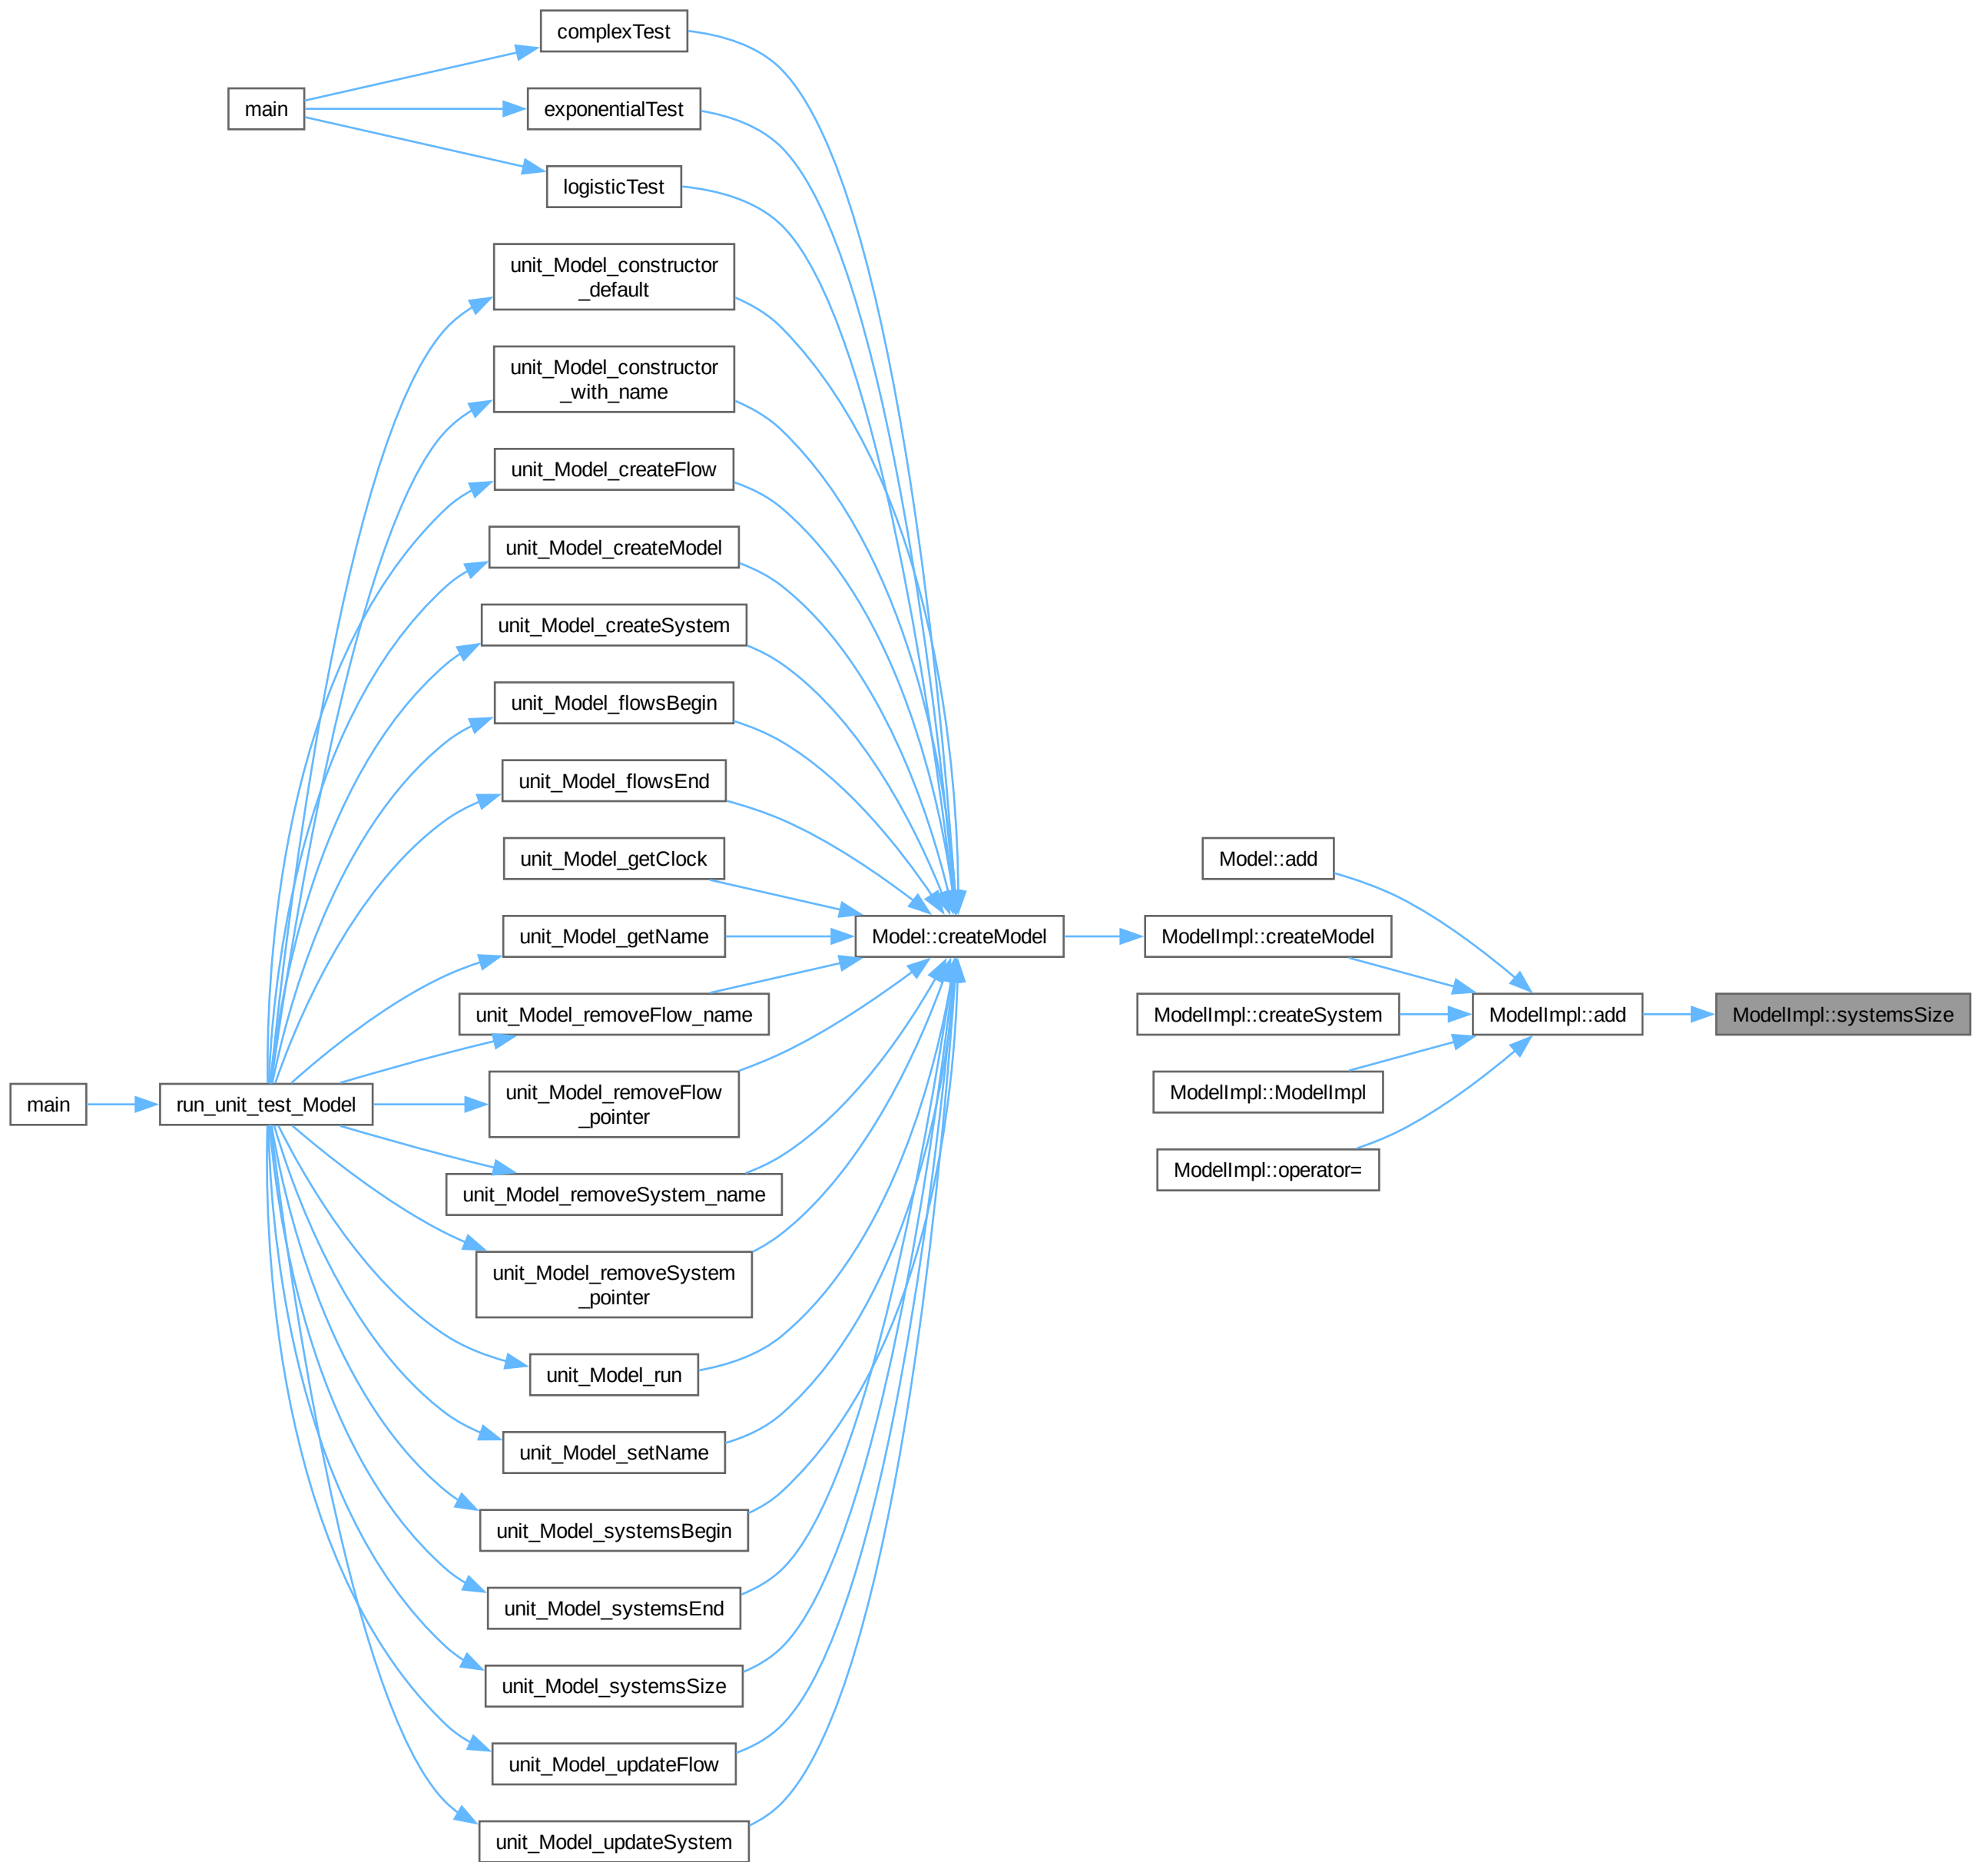 complexTest
main
exponentialTest
logisticTest
unit_Model_constructor
_default
unit_Model_constructor
_with_name
unit_Model_createFlow
unit_Model_createModel
unit_Model_createSystem
unit_Model_flowsBegin
unit_Model_flowsEnd
unit_Model_getClock
Model::add
unit_Model_getName
Model::createModel
ModelImpl::createModel
unit_Model_removeFlow_name
ModelImpl::createSystem
ModelImpl::add
ModelImpl::systemsSize
main
run_unit_test_Model
unit_Model_removeFlow
_pointer
ModelImpl::ModelImpl
unit_Model_removeSystem_name
ModelImpl::operator=
unit_Model_removeSystem
_pointer
unit_Model_run
unit_Model_setName
unit_Model_systemsBegin
unit_Model_systemsEnd
unit_Model_systemsSize
unit_Model_updateFlow
unit_Model_updateSystem